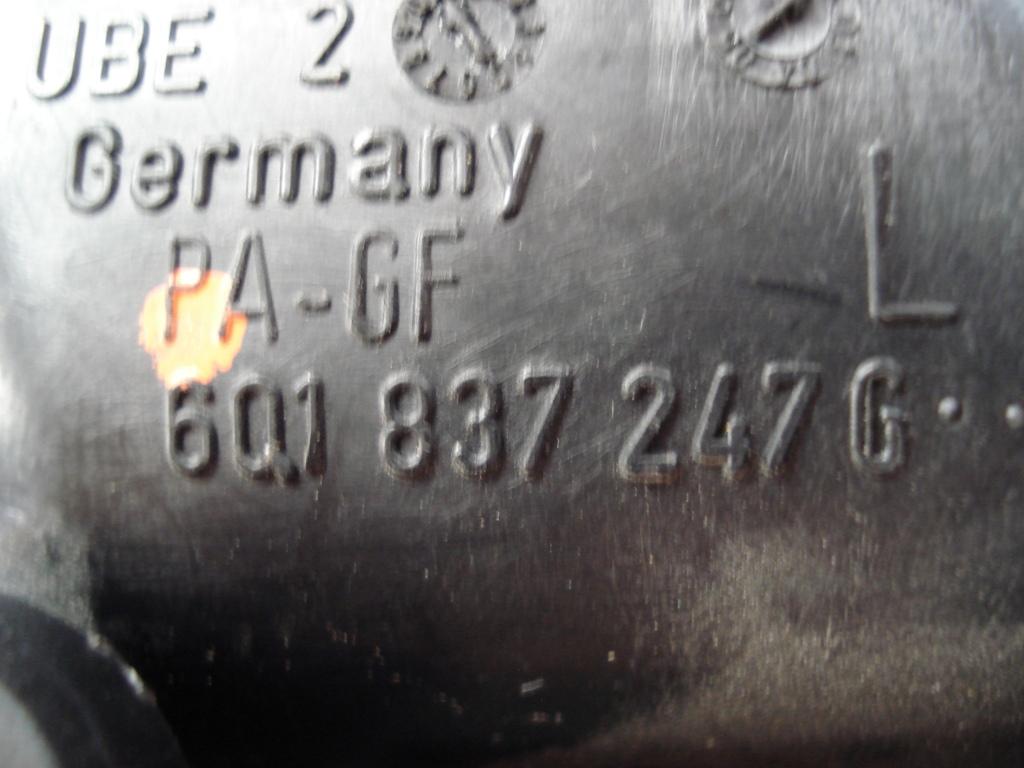 UBE 2
Germany
PA-GF
L
6Q1 837 247 G..